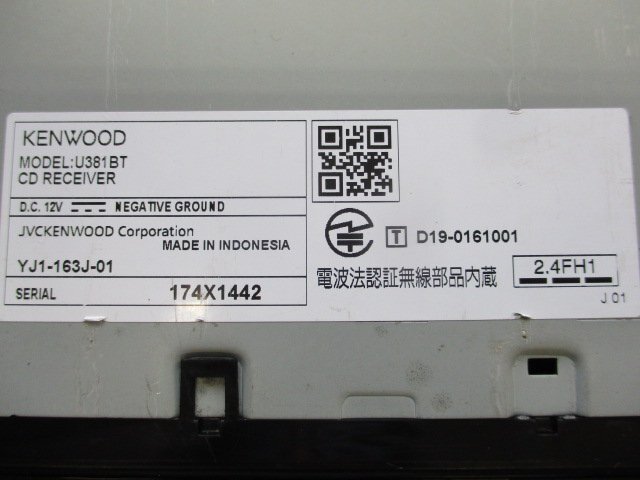 KENWOOD
MODEL:U381BT
CD RECEIVER
D.C. 12V NEGATIVE GROUND
JVCKENWOOD Corporation
MADE IN INDONESIA
YJ1-163J-01
SERIAL 174X1442
T D19-0161001
電波法認証無線部品内蔵
2.4FH1
J 01